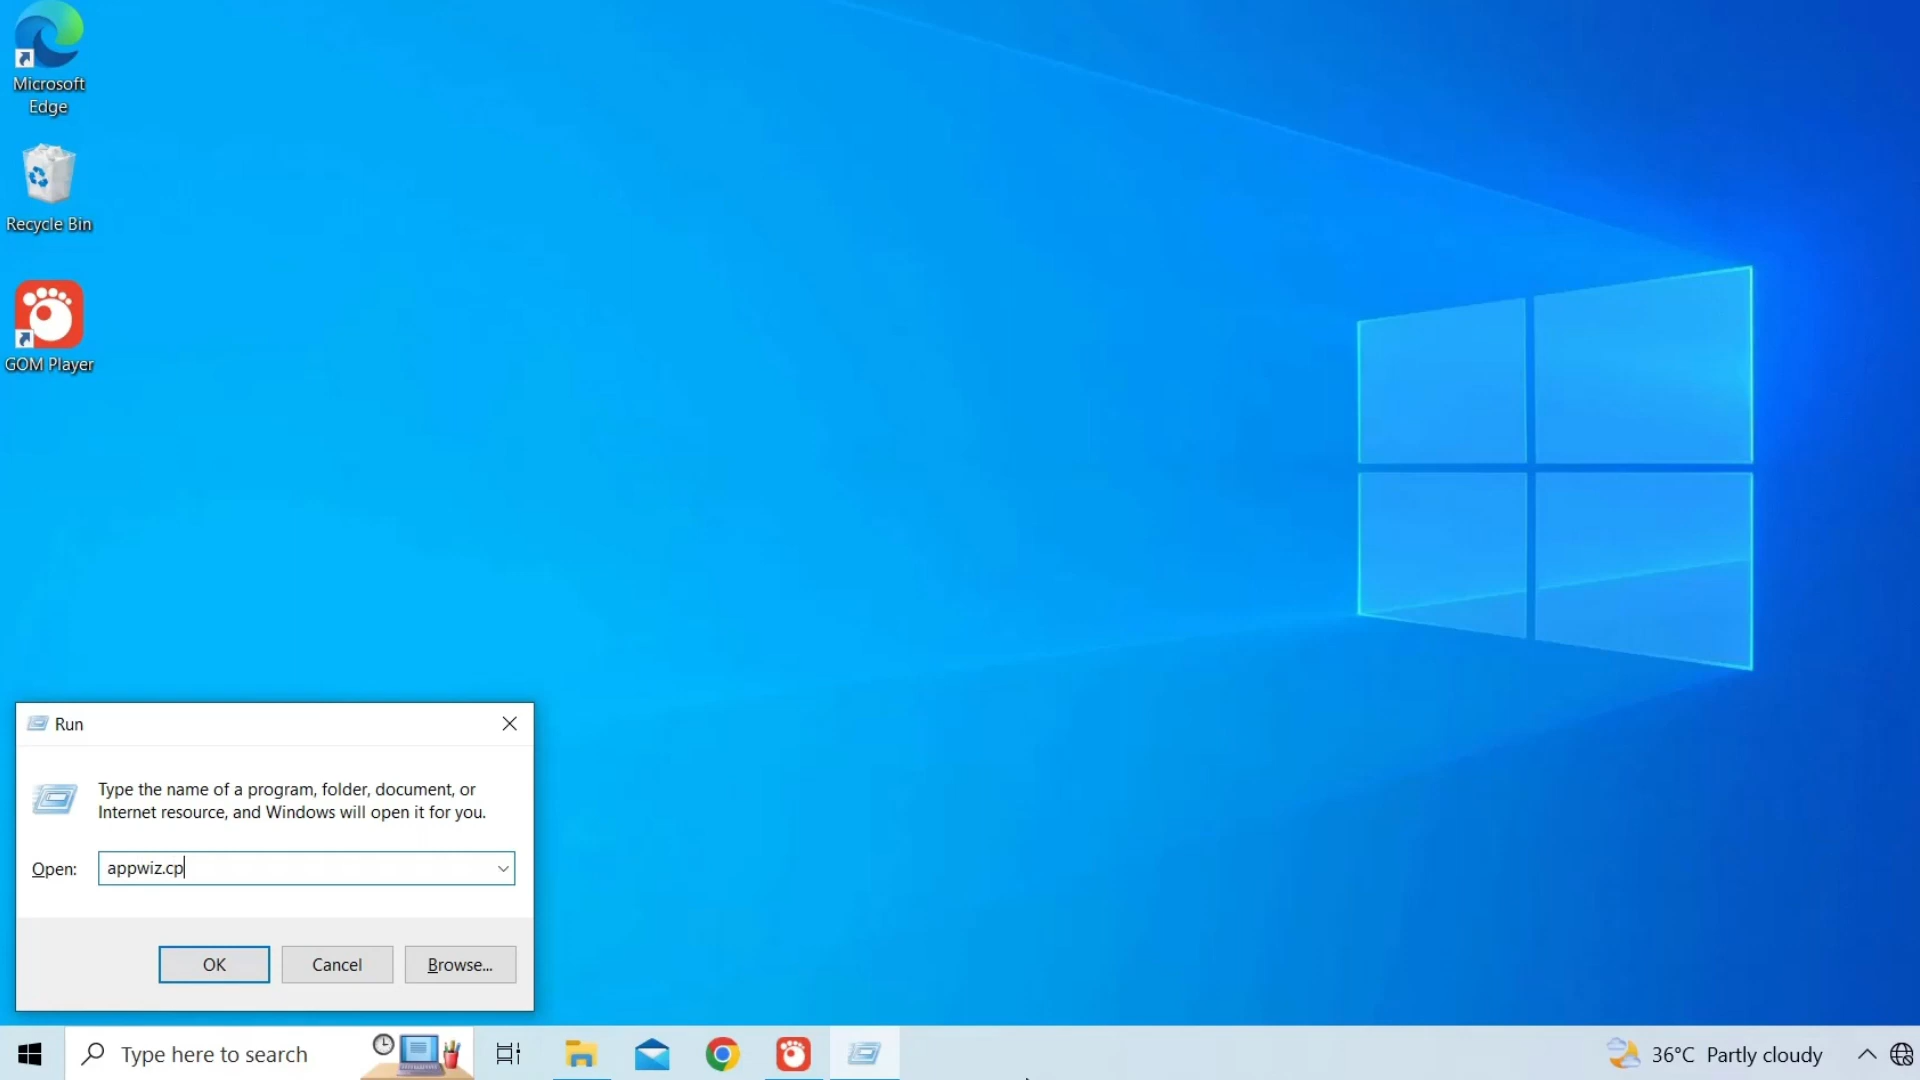 Microsoft
Edge
Recycle Bin
GOM Player
Run
Type the name of a program, folder, document, or
Internet resource, and Windows will open it for you.
Open:
appwiz.cp
OK
Cancel
Browse...
Type here to search
36°C Partly cloudy